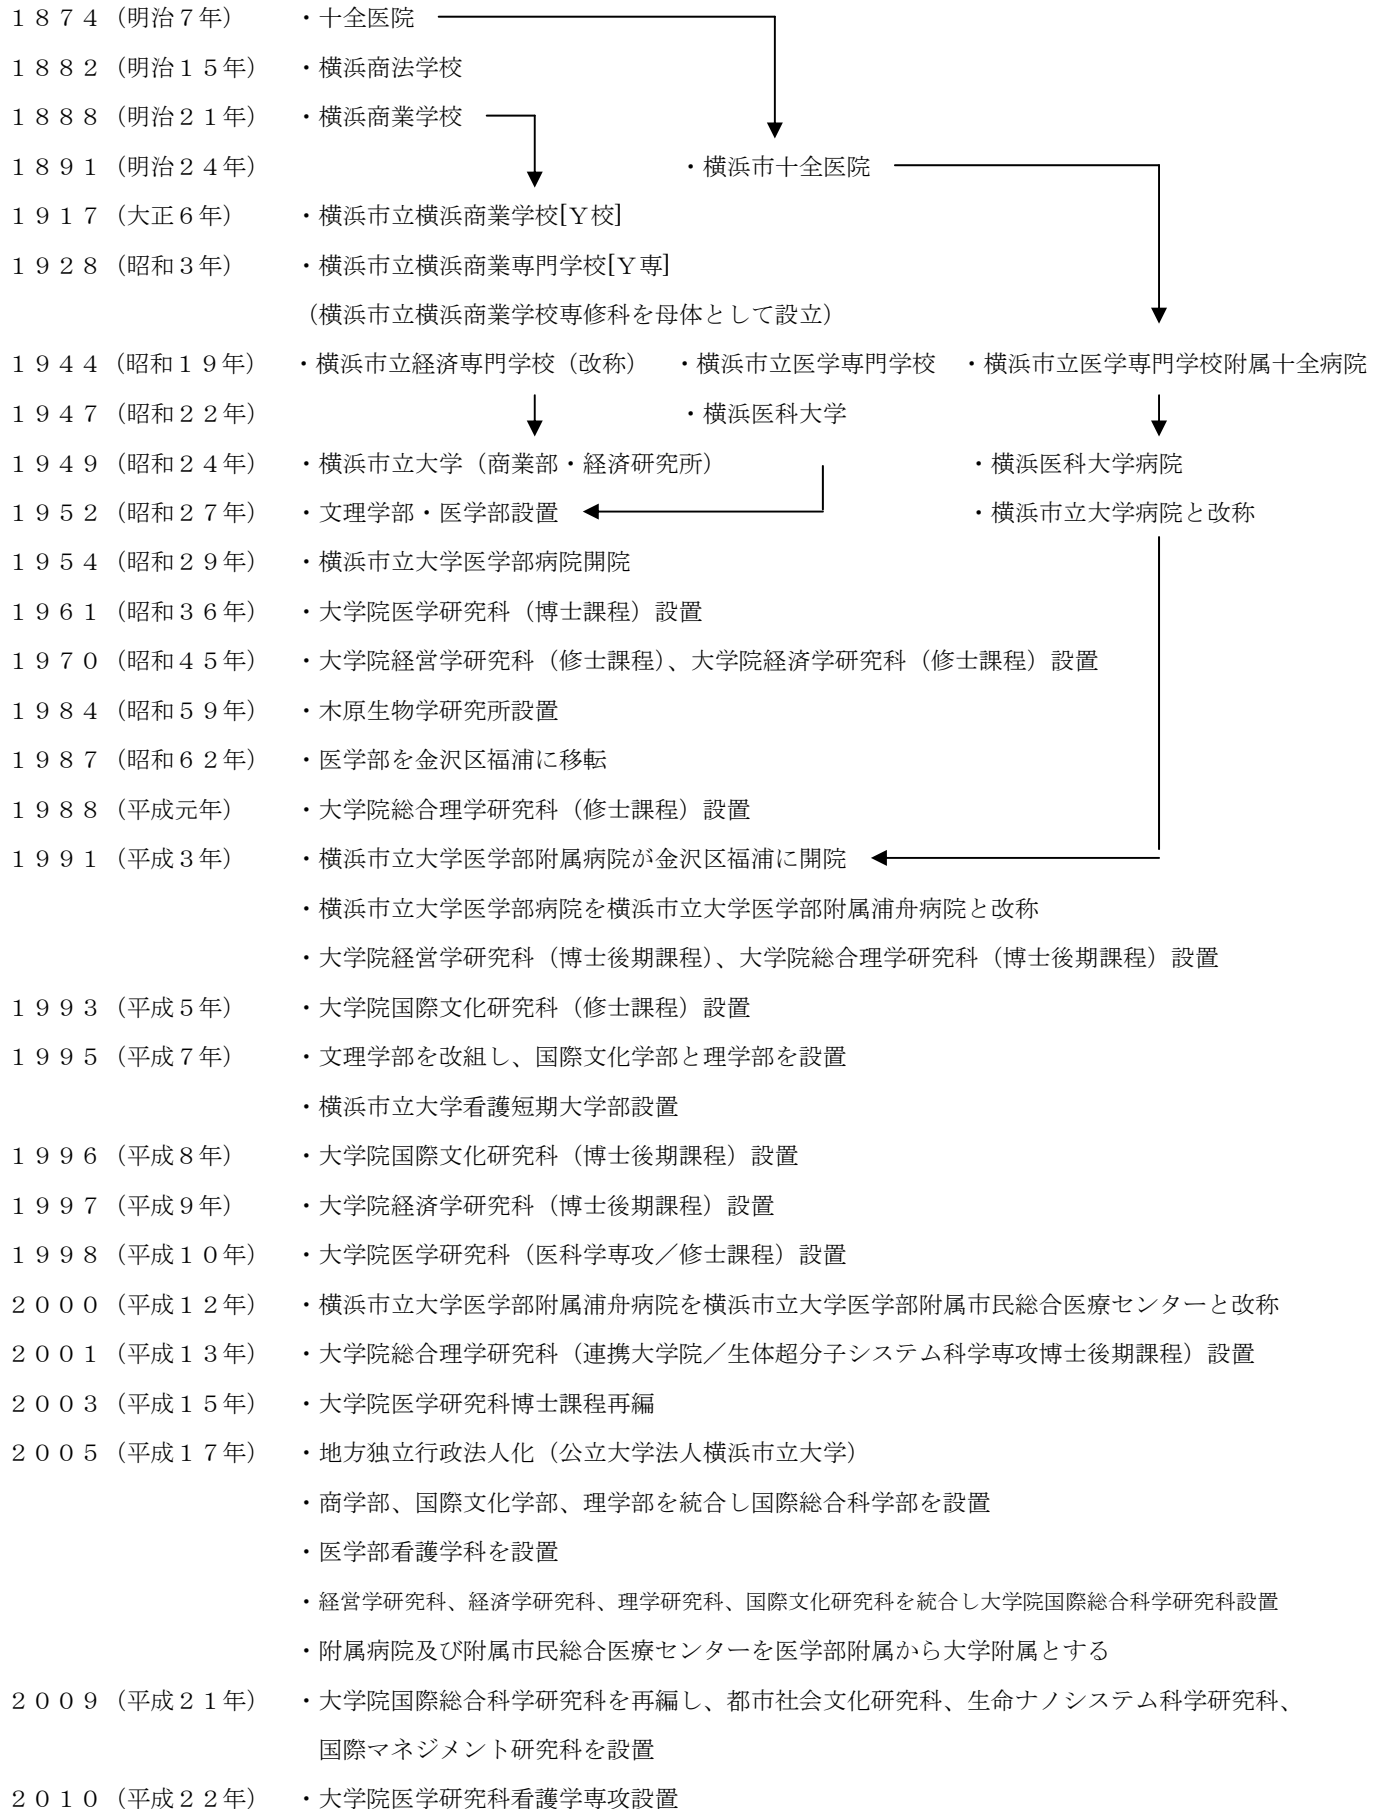 １８７４（明治７年）　・十全医院
１８８２（明治１５年）　・横浜商法学校
１８８８（明治２１年）　・横浜商業学校
１８９１（明治２４年）　・横浜市十全医院
１９１７（大正６年）　・横浜市立横浜商業学校[Ｙ校]
１９２８（昭和３年）　・横浜市立横浜商業専門学校[Ｙ専]
（横浜市立横浜商業学校専修科を母体として設立）
１９４４（昭和１９年）　・横浜市立経済専門学校（改称）　・横浜市立医学専門学校　・横浜市立医学専門学校附属十全病院
１９４７（昭和２２年）　・横浜医科大学
１９４９（昭和２４年）　・横浜市立大学（商業部・経済研究所）　・横浜医科大学病院
１９５２（昭和２７年）　・文理学部・医学部設置　・横浜市立大学病院と改称
１９５４（昭和２９年）　・横浜市立大学医学部病院開院
１９６１（昭和３６年）　・大学院医学研究科（博士課程）設置
１９７０（昭和４５年）　・大学院経営学研究科（修士課程）、大学院経済学研究科（修士課程）設置
１９８４（昭和５９年）　・木原生物学研究所設置
１９８７（昭和６２年）　・医学部を金沢区福浦に移転
１９８８（平成元年）　・大学院総合理学研究科（修士課程）設置
１９９１（平成３年）　・横浜市立大学医学部附属病院が金沢区福浦に開院
・横浜市立大学医学部病院を横浜市立大学医学部附属浦舟病院と改称
・大学院経営学研究科（博士後期課程）、大学院総合理学研究科（博士後期課程）設置
１９９３（平成５年）　・大学院国際文化研究科（修士課程）設置
１９９５（平成７年）　・文理学部を改組し、国際文化学部と理学部を設置
・横浜市立大学看護短期大学部設置
１９９６（平成８年）　・大学院国際文化研究科（博士後期課程）設置
１９９７（平成９年）　・大学院経済学研究科（博士後期課程）設置
１９９８（平成１０年）　・大学院医学研究科（医科学専攻／修士課程）設置
２０００（平成１２年）　・横浜市立大学医学部附属浦舟病院を横浜市立大学医学部附属市民総合医療センターと改称
２００１（平成１３年）　・大学院総合理学研究科（連携大学院／生体超分子システム科学専攻博士後期課程）設置
２００３（平成１５年）　・大学院医学研究科博士課程再編
２００５（平成１７年）　・地方独立行政法人化（公立大学法人横浜市立大学）
・商学部、国際文化学部、理学部を統合し国際総合科学部を設置
・医学部看護学科を設置
・経営学研究科、経済学研究科、理学研究科、国際文化研究科を統合し大学院国際総合科学研究科設置
・附属病院及び附属市民総合医療センターを医学部附属から大学附属とする
２００９（平成２１年）　・大学院国際総合科学研究科を再編し、都市社会文化研究科、生命ナノシステム科学研究科、
国際マネジメント研究科を設置
２０１０（平成２２年）　・大学院医学研究科看護学専攻設置